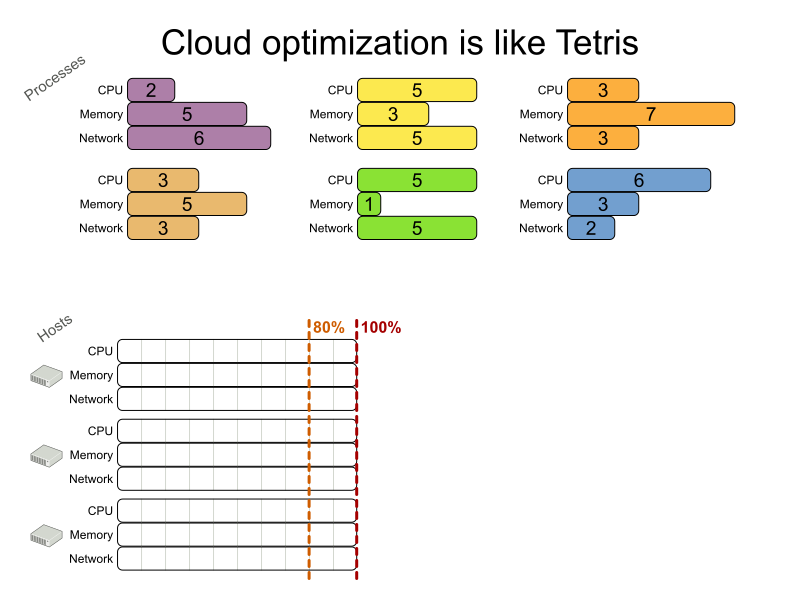 Cloud optimization is like Tetris
Processes
CPU 2
Memory 5
Network 6
CPU 5
Memory 3
Network 5
CPU 3
Memory 7
Network 3
CPU 3
Memory 5
Network 3
CPU 5
Memory 1
Network 5
CPU 6
Memory 3
Network 2
Hosts
80% 100%
CPU
Memory
Network
CPU
Memory
Network
CPU
Memory
Network